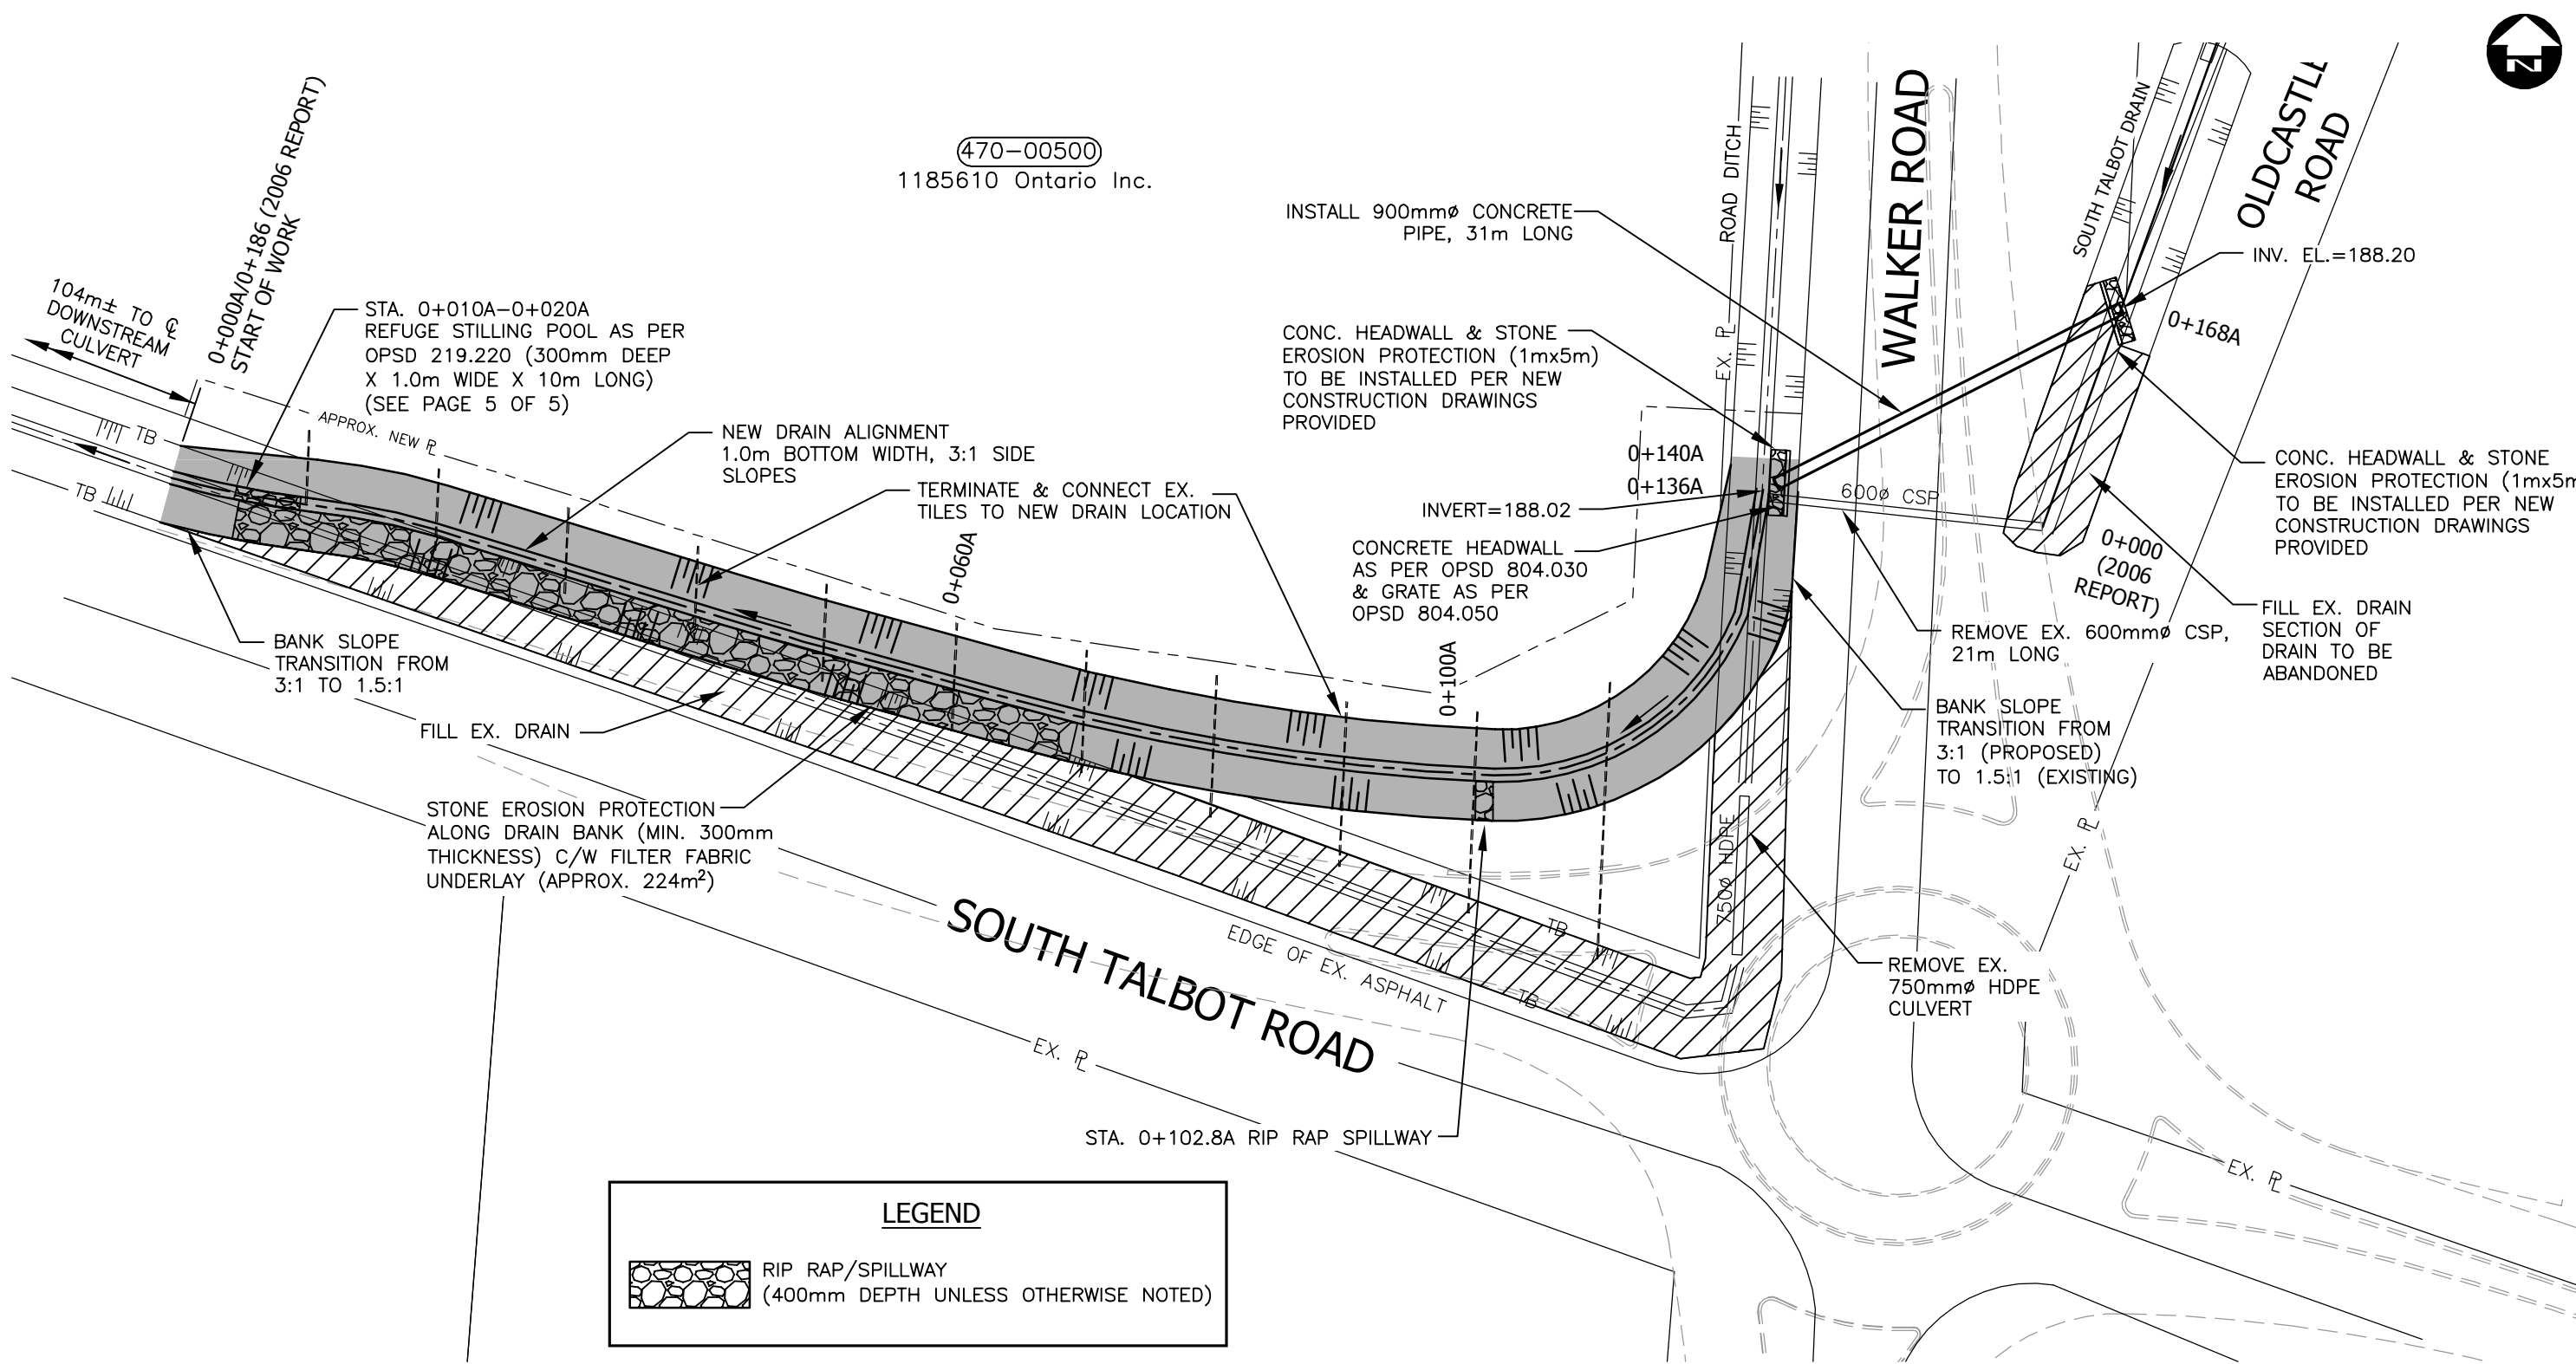 N
0+000A/0+186 (2006 REPORT)
START OF WORK
104m± TO ℄
DOWNSTREAM
CULVERT
STA. 0+010A-0+020A
REFUGE STILLING POOL AS PER
OPSD 219.220 (300mm DEEP
X 1.0m WIDE X 10m LONG)
(SEE PAGE 5 OF 5)
470-00500
1185610 Ontario Inc.
APPROX. NEW ⅊
TB
TB
NEW DRAIN ALIGNMENT
1.0m BOTTOM WIDTH, 3:1 SIDE
SLOPES
TERMINATE & CONNECT EX.
TILES TO NEW DRAIN LOCATION
0+060A
0+100A
INSTALL 900mmø CONCRETE
PIPE, 31m LONG
CONC. HEADWALL & STONE
EROSION PROTECTION (1mx5m)
TO BE INSTALLED PER NEW
CONSTRUCTION DRAWINGS
PROVIDED
0+140A
0+136A
INVERT=188.02
CONCRETE HEADWALL
AS PER OPSD 804.030
& GRATE AS PER
OPSD 804.050
ROAD DITCH
EX. ⅊
WALKER ROAD
SOUTH TALBOT DRAIN
OLDCASTLE
ROAD
INV. EL.=188.20
0+168A
600ø CSP
CONC. HEADWALL & STONE
EROSION PROTECTION (1mx5m
TO BE INSTALLED PER NEW
CONSTRUCTION DRAWINGS
PROVIDED
0+000
(2006
REPORT)
FILL EX. DRAIN
SECTION OF
DRAIN TO BE
ABANDONED
REMOVE EX. 600mmø CSP,
21m LONG
BANK SLOPE
TRANSITION FROM
3:1 (PROPOSED)
TO 1.5:1 (EXISTING)
EX. ⅊
BANK SLOPE
TRANSITION FROM
3:1 TO 1.5:1
FILL EX. DRAIN
STONE EROSION PROTECTION
ALONG DRAIN BANK (MIN. 300mm
THICKNESS) C/W FILTER FABRIC
UNDERLAY (APPROX. 224m²)
750ø HDPE
TB
TB
EDGE OF EX. ASPHALT
SOUTH TALBOT ROAD
EX. ⅊
REMOVE EX.
750mmø HDPE
CULVERT
STA. 0+102.8A RIP RAP SPILLWAY
EX. ⅊
LEGEND
RIP RAP/SPILLWAY
(400mm DEPTH UNLESS OTHERWISE NOTED)